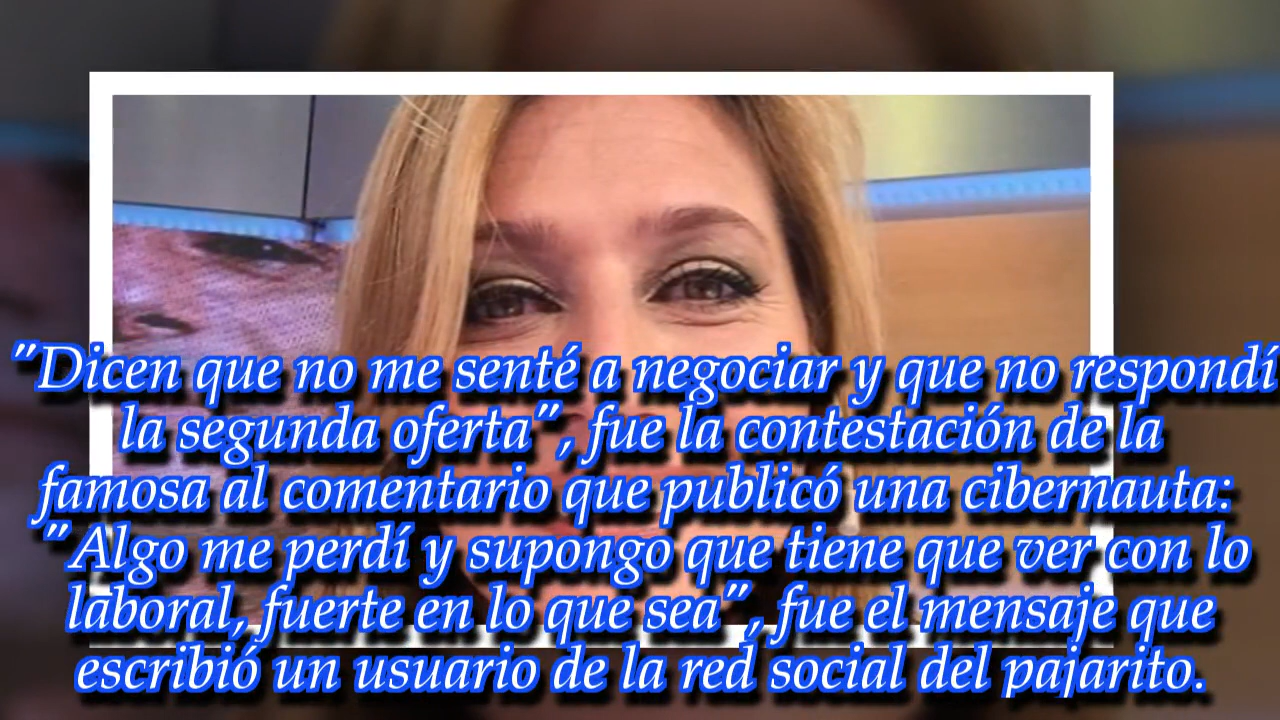 "Dicen que no me senté a negociar y que no respondí
la segunda oferta", fue la contestación de la
famosa al comentario que publicó una cibernauta:
"Algo me perdí y supongo que tiene que ver con lo
laboral, fuerte en lo que sea", fue el mensaje que
escribió un usuario de la red social del pajarito.